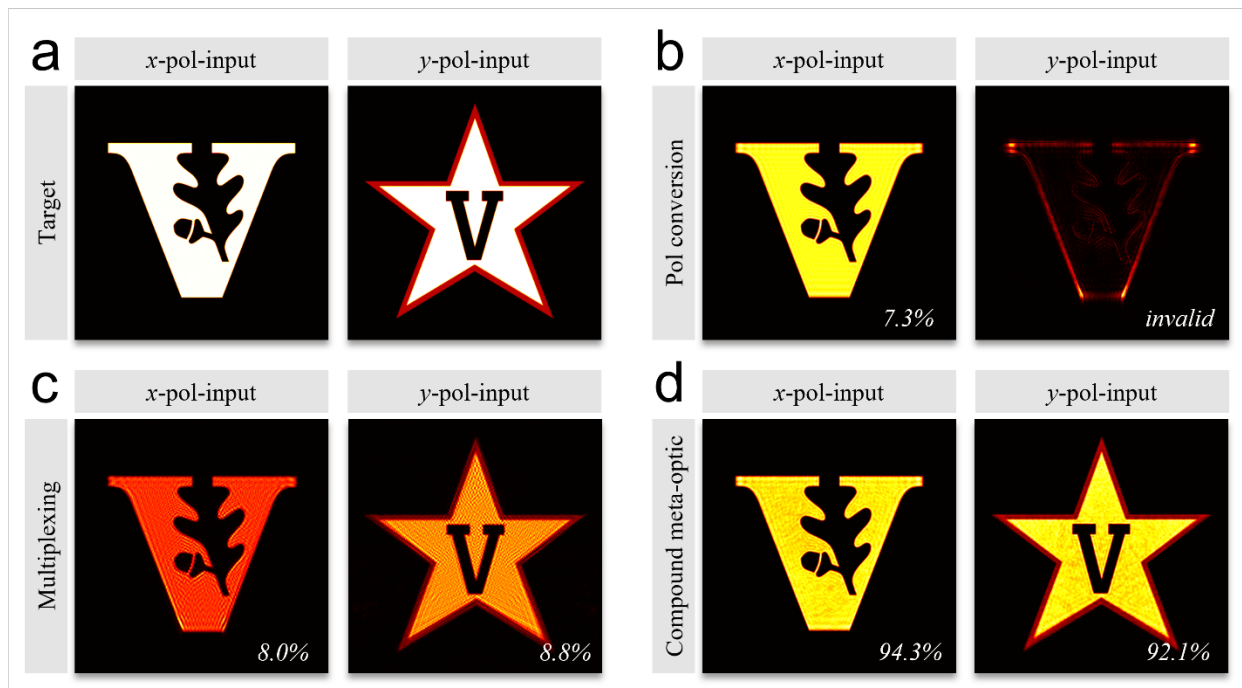 a
x-pol-input
y-pol-input
Target
V
V
b
x-pol-input
y-pol-input
Pol conversion
V
7.3%
V
invalid
c
x-pol-input
y-pol-input
Multiplexing
V
8.0%
V
8.8%
d
x-pol-input
y-pol-input
Compound meta-optic
V
94.3%
V
92.1%